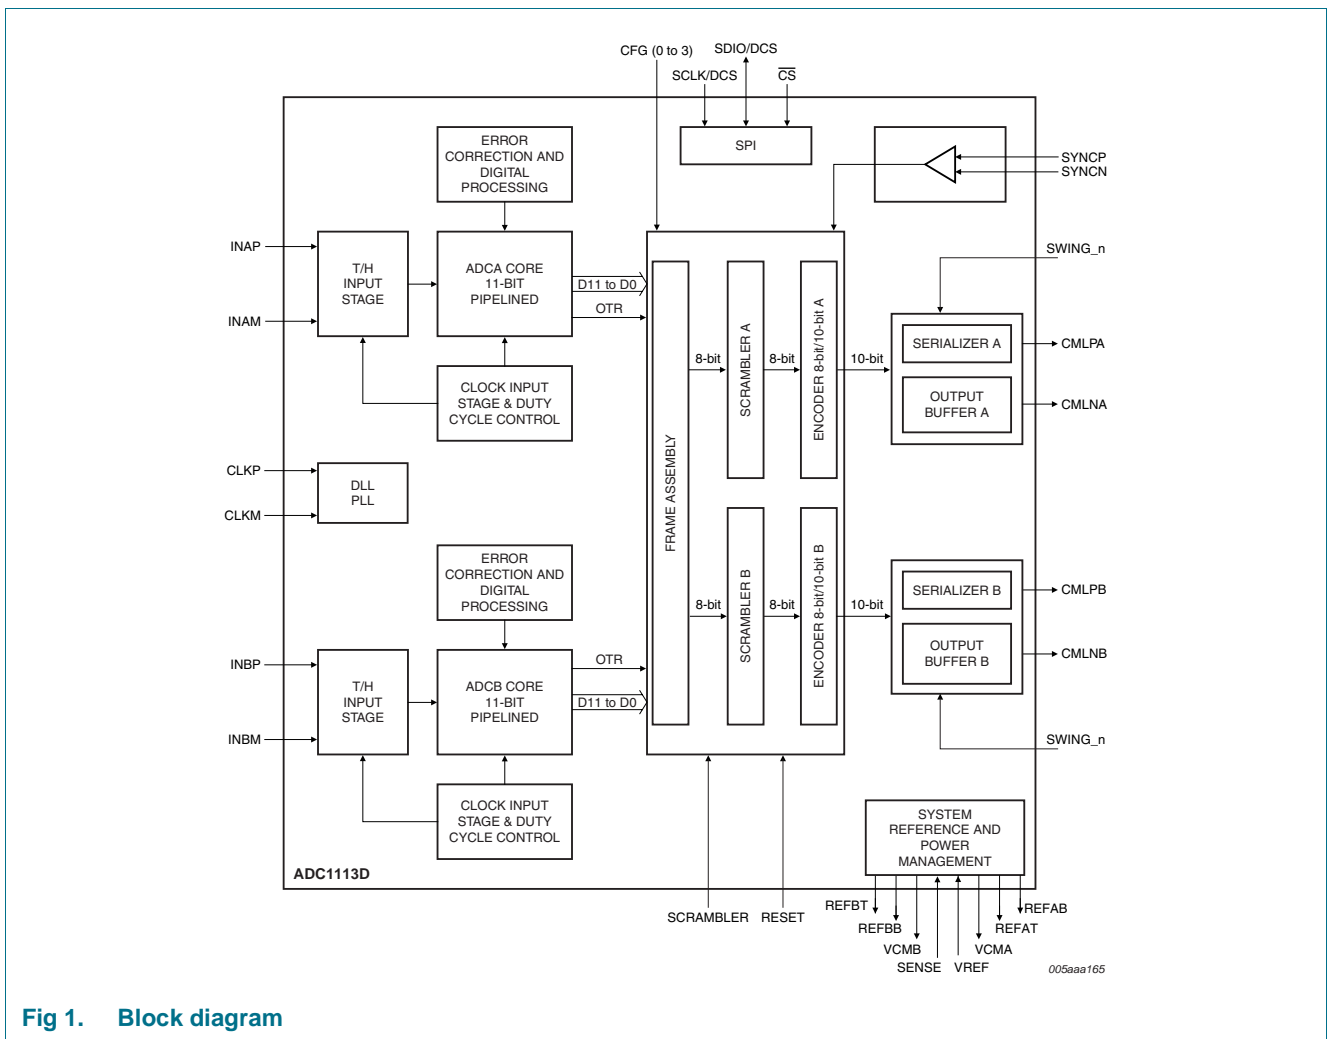 CFG (0 to 3)
SDIO/DCS
SCLK/DCS
CS
ERROR
CORRECTION AND
DIGITAL
PROCESSING
SPI
SYNCP
SYNCN
INAP
INAM
T/H
INPUT
STAGE
ADCA CORE
11-BIT
PIPELINED
D11 to D0
OTR
SWING_n
CLOCK INPUT
STAGE & DUTY
CYCLE CONTROL
FRAME ASSEMBLY
8-bit
SCRAMBLER A
8-bit
ENCODER 8-bit/10-bit A
10-bit
SERIALIZER A
OUTPUT
BUFFER A
CMLPA
CMLNA
CLKP
CLKM
DLL
PLL
ERROR
CORRECTION AND
DIGITAL
PROCESSING
8-bit
SCRAMBLER B
8-bit
ENCODER 8-bit/10-bit B
10-bit
SERIALIZER B
OUTPUT
BUFFER B
CMLPB
CMLNB
INBP
INBM
T/H
INPUT
STAGE
ADCB CORE
11-BIT
PIPELINED
OTR
D11 to D0
SWING_n
CLOCK INPUT
STAGE & DUTY
CYCLE CONTROL
SYSTEM
REFERENCE AND
POWER
MANAGEMENT
ADC1113D
SCRAMBLER
RESET
REFBT
REFBB
VCMB
SENSE
VREF
VCMA
REFAT
REFAB
005aaa165
Fig 1. Block diagram